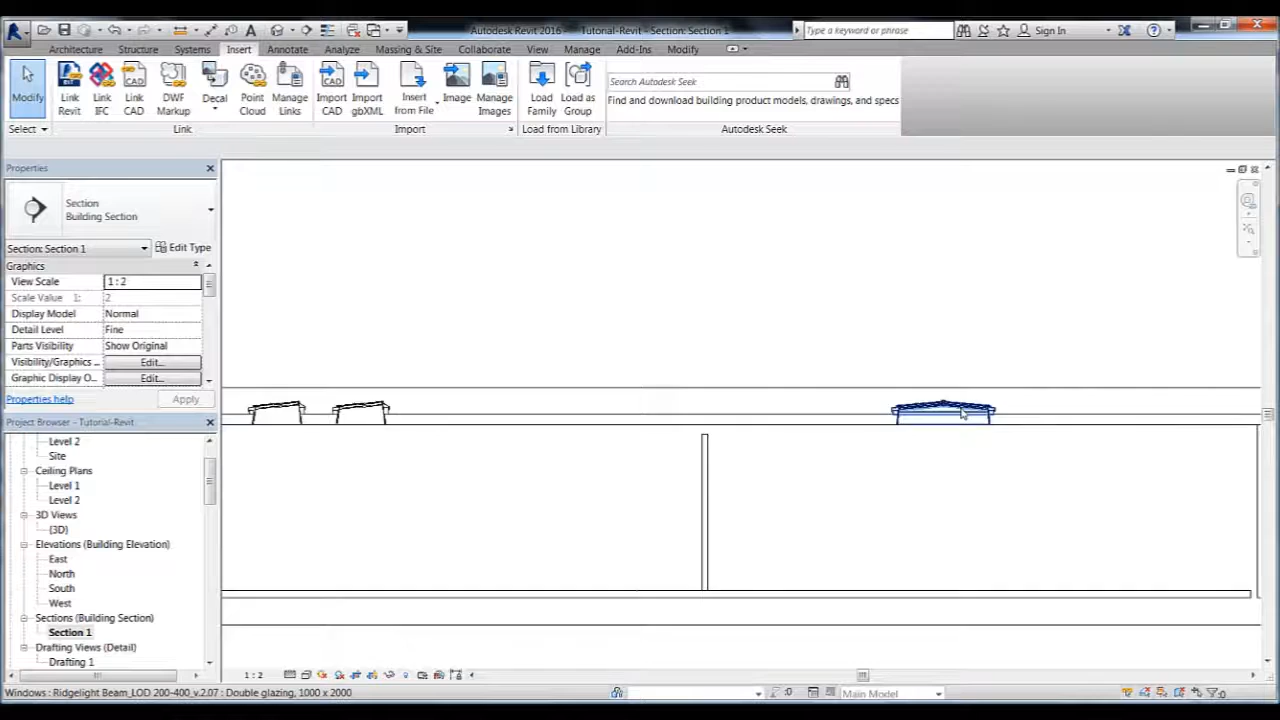 Autodesk Revit 2016 - Tutorial-Revit - Section: Section 1
Type a keyword or phrase
Sign In
Architecture Structure Systems Insert Annotate Analyze Massing & Site Collaborate View Manage Add-Ins Modify
Modify
Link Revit
Link IFC
Link CAD
DWF Markup
Decal
Point Cloud
Manage Links
Import CAD
Import gbXML
Insert from File
Image
Manage Images
Load Family
Load as Group
Search Autodesk Seek
Find and download building product models, drawings, and specs
Select Link Import Load from Library Autodesk Seek
Properties
Section
Building Section
Section: Section 1
Edit Type
Graphics
View Scale 1 : 2
Scale Value 1: 2
Display Model Normal
Detail Level Fine
Parts Visibility Show Original
Visibility/Graphics ... Edit...
Graphic Display O... Edit...
Properties help
Apply
Project Browser - Tutorial-Revit
Level 2
Site
Ceiling Plans
Level 1
Level 2
3D Views
{3D}
Elevations (Building Elevation)
East
North
South
West
Sections (Building Section)
Section 1
Drafting Views (Detail)
Drafting 1
1 : 2
Windows : Ridgelight Beam_LOD 200-400_v.2.07 : Double glazing, 1000 x 2000
:0
Main Model
:0